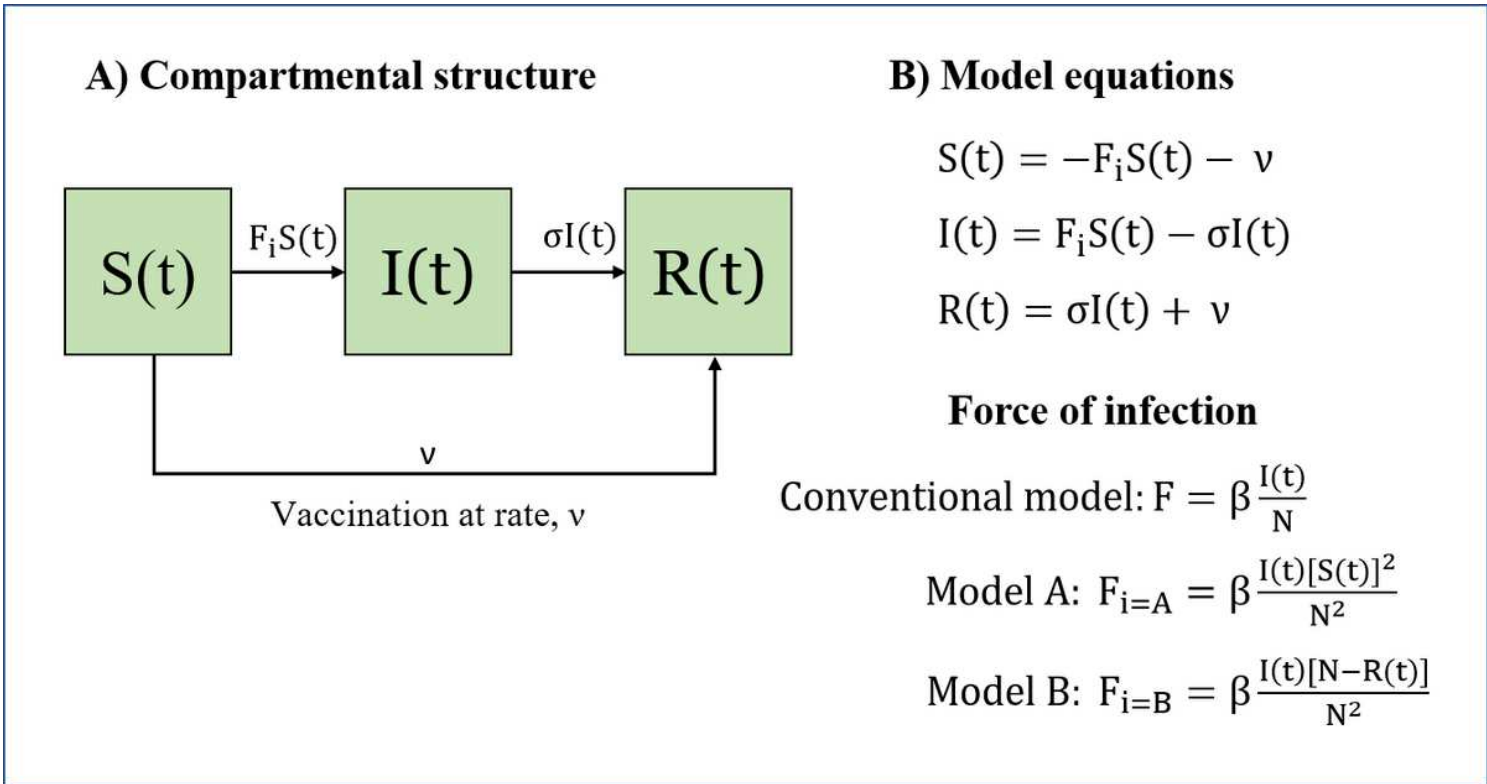 A) Compartmental structure
S(t)
FᵢS(t)
I(t)
σI(t)
R(t)
ν
Vaccination at rate, ν
B) Model equations
S(t) = −FᵢS(t) − ν
I(t) = FᵢS(t) − σI(t)
R(t) = σI(t) + ν
Force of infection
Conventional model: F = β I(t)/N
Model A: Fᵢ₌A = β I(t)[S(t)]²/N²
Model B: Fᵢ₌B = β I(t)[N−R(t)]/N²